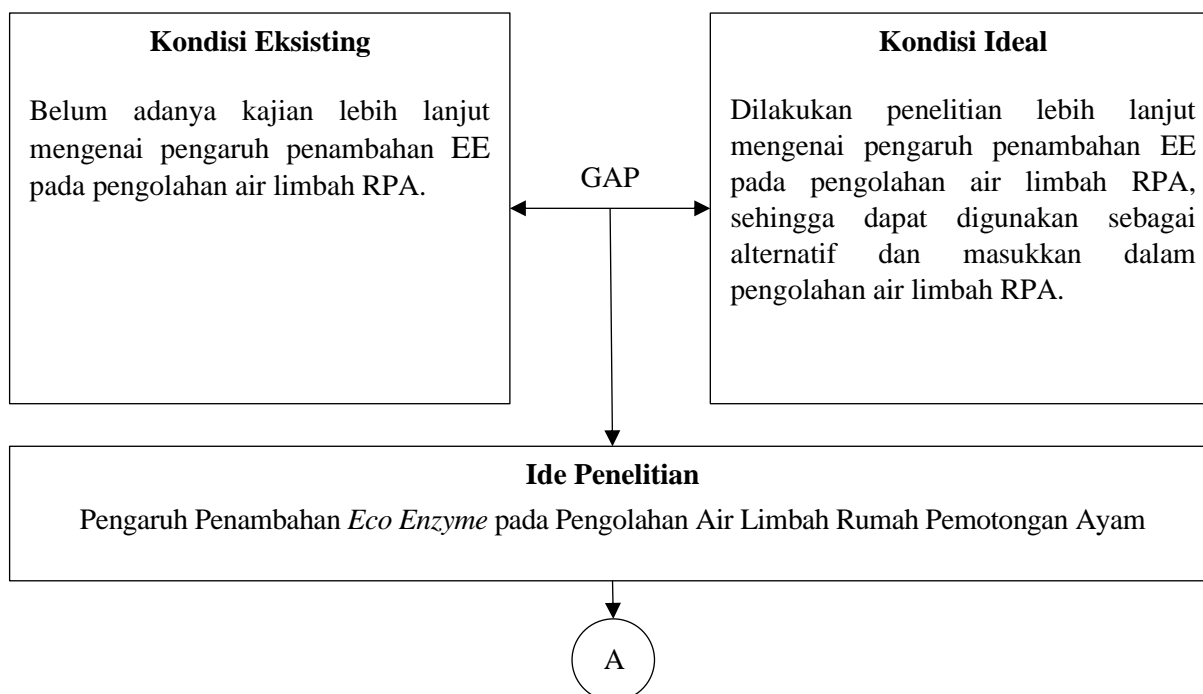 Kondisi Eksisting
Belum adanya kajian lebih lanjut
mengenai pengaruh penambahan EE
pada pengolahan air limbah RPA.
GAP
Kondisi Ideal
Dilakukan penelitian lebih lanjut
mengenai pengaruh penambahan EE
pada pengolahan air limbah RPA,
sehingga dapat digunakan sebagai
alternatif dan masukkan dalam
pengolahan air limbah RPA.
Ide Penelitian
Pengaruh Penambahan Eco Enzyme pada Pengolahan Air Limbah Rumah Pemotongan Ayam
A